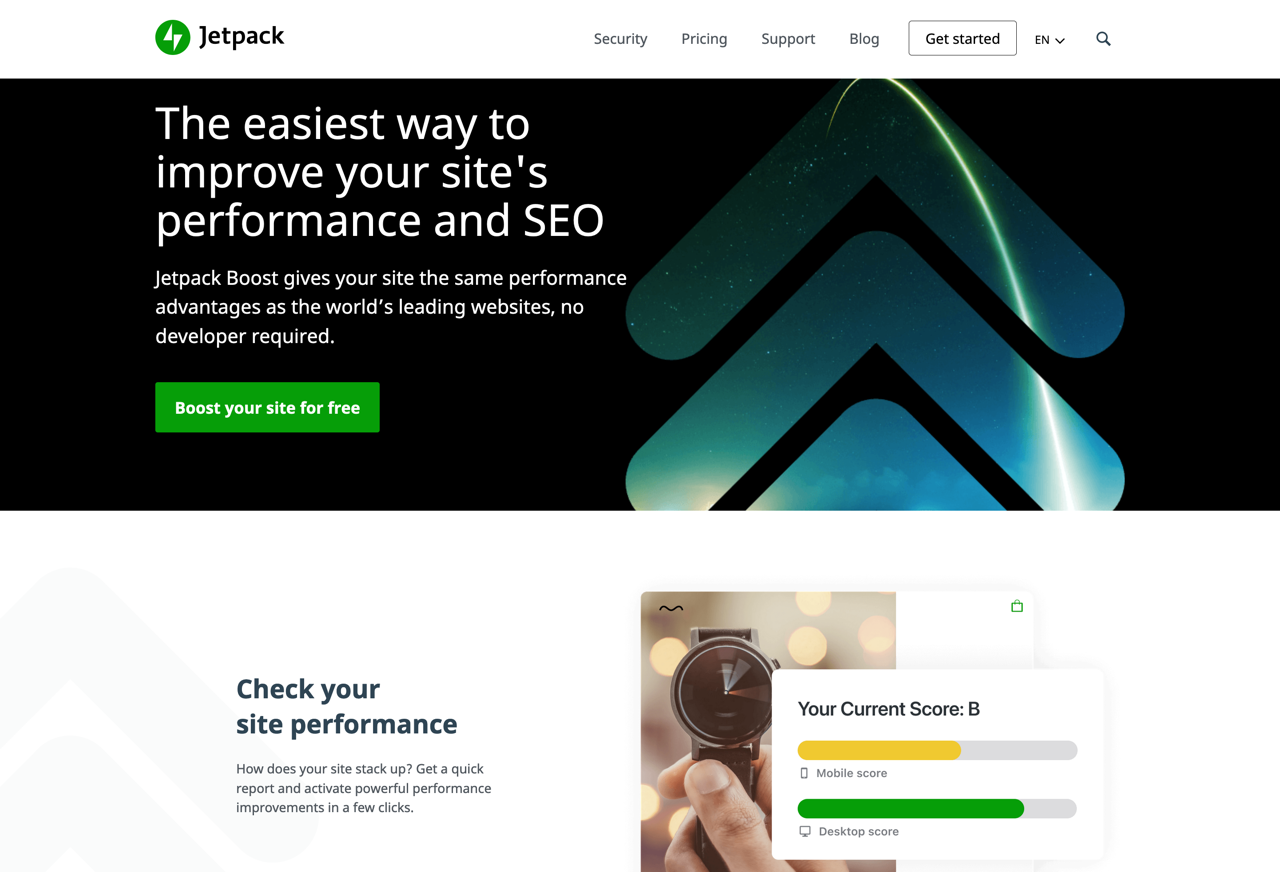 Jetpack
Security
Pricing
Support
Blog
Get started
EN
The easiest way to
improve your site's
performance and SEO
Jetpack Boost gives your site the same performance
advantages as the world’s leading websites, no
developer required.
Boost your site for free
Check your
site performance
How does your site stack up? Get a quick
report and activate powerful performance
improvements in a few clicks.
Your Current Score: B
Mobile score
Desktop score